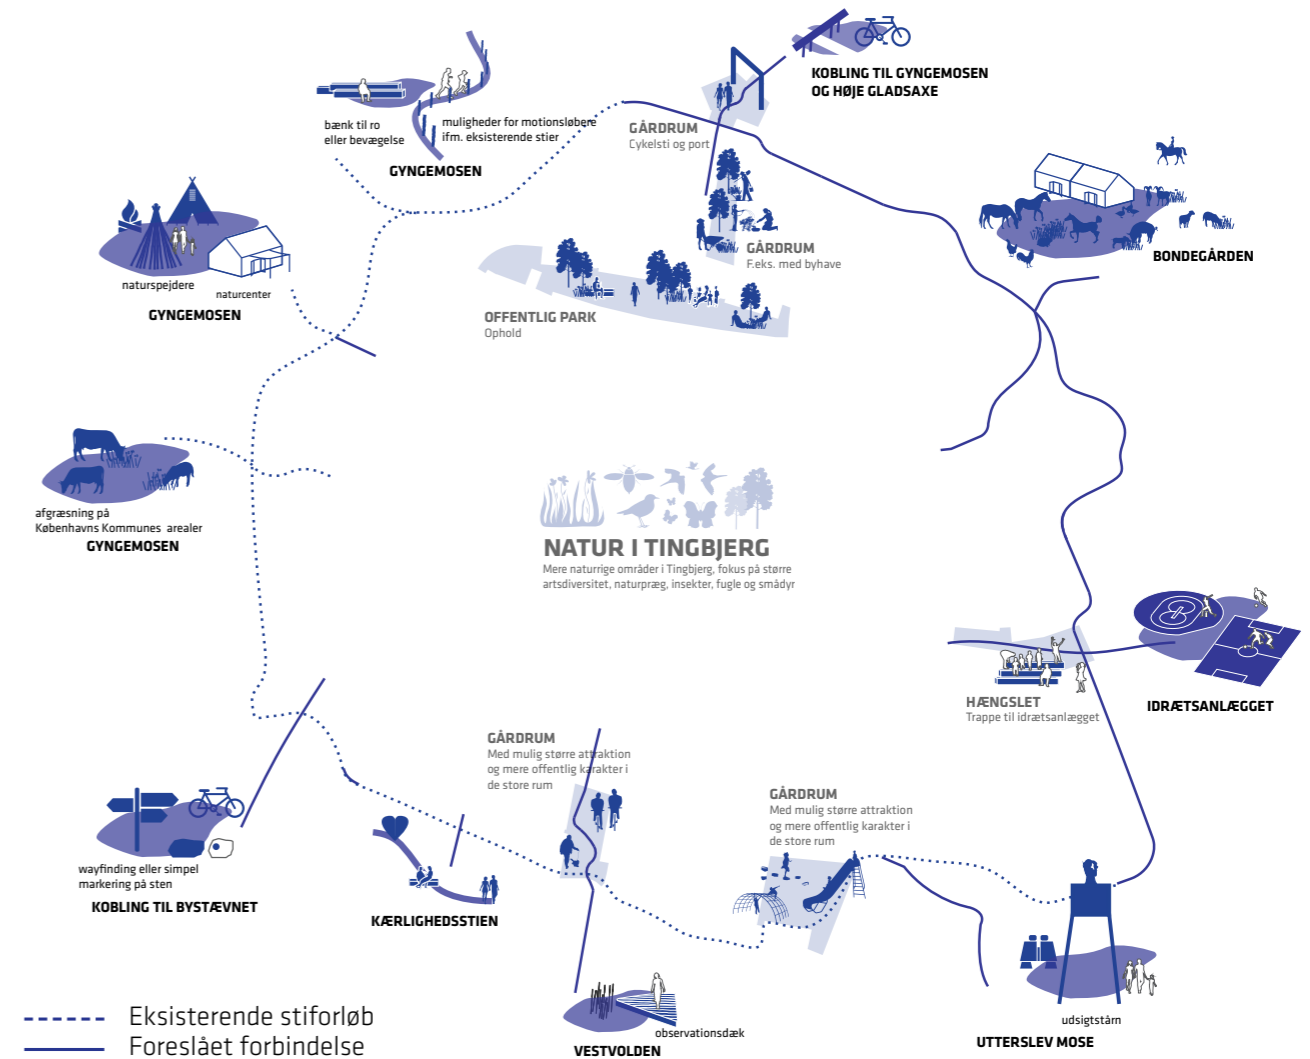 KOBLING TIL GYNGEMOSEN
OG HØJE GLADSAXE
bænk til ro
eller bevægelse
muligheder for motionsløbere
ifm. eksisterende stier
GYNGEMOSEN
GÅRDRUM
Cykelsti og port
GÅRDRUM
F.eks. med byhave
BONDEGÅRDEN
naturspejdere
naturcenter
GYNGEMOSEN
OFFENTLIG PARK
Ophold
afgræsning på
Københavns Kommunes arealer
GYNGEMOSEN
NATUR I TINGBJERG
Mere naturrige områder i Tingbjerg, fokus på større
artsdiversitet, naturpræg, insekter, fugle og smådyr
HÆNGSLET
Trappe til idrætsanlægget
IDRÆTSANLÆGGET
GÅRDRUM
Med mulig større attraktion
og mere offentlig karakter i
de store rum
GÅRDRUM
Med mulig større attraktion
og mere offentlig karakter i
de store rum
wayfinding eller simpel
markering på sten
KOBLING TIL BYSTÆVNET
KÆRLIGHEDSSTIEN
observationsdæk
VESTVOLDEN
udsigtstårn
UTTERSLEV MOSE
Eksisterende stiforløb
Foreslået forbindelse